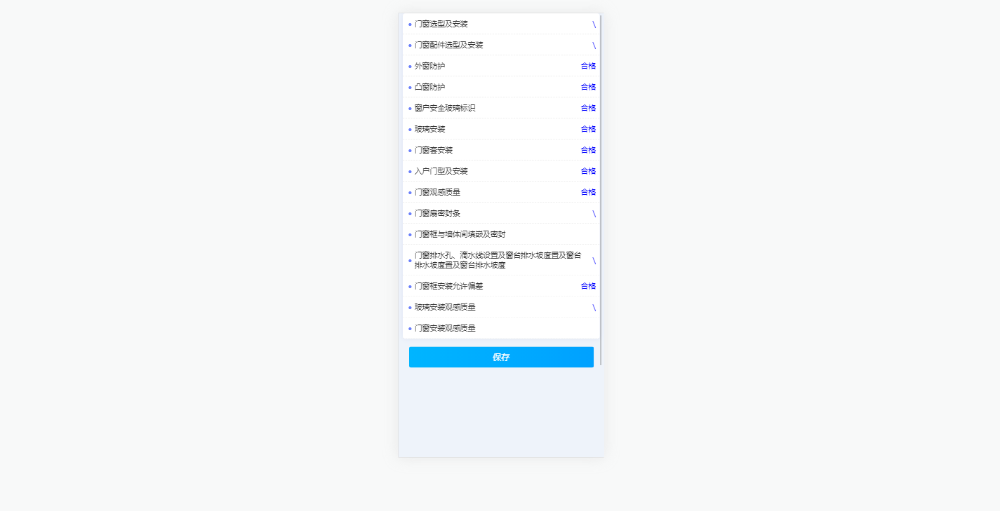 门窗选型及安装 \
门窗配件选型及安装 \
外窗防护 合格
凸窗防护 合格
窗户安全玻璃标识 合格
玻璃安装 合格
门窗套安装 合格
入户门型及安装 合格
门窗观感质量 合格
门窗扇密封条 \
门窗框与墙体间填嵌及密封
门窗排水孔、滴水线设置及窗台排水坡度置及窗台 \
排水坡度置及窗台排水坡度
门窗框安装允许偏差 合格
玻璃安装观感质量 \
门窗安装观感质量
保存